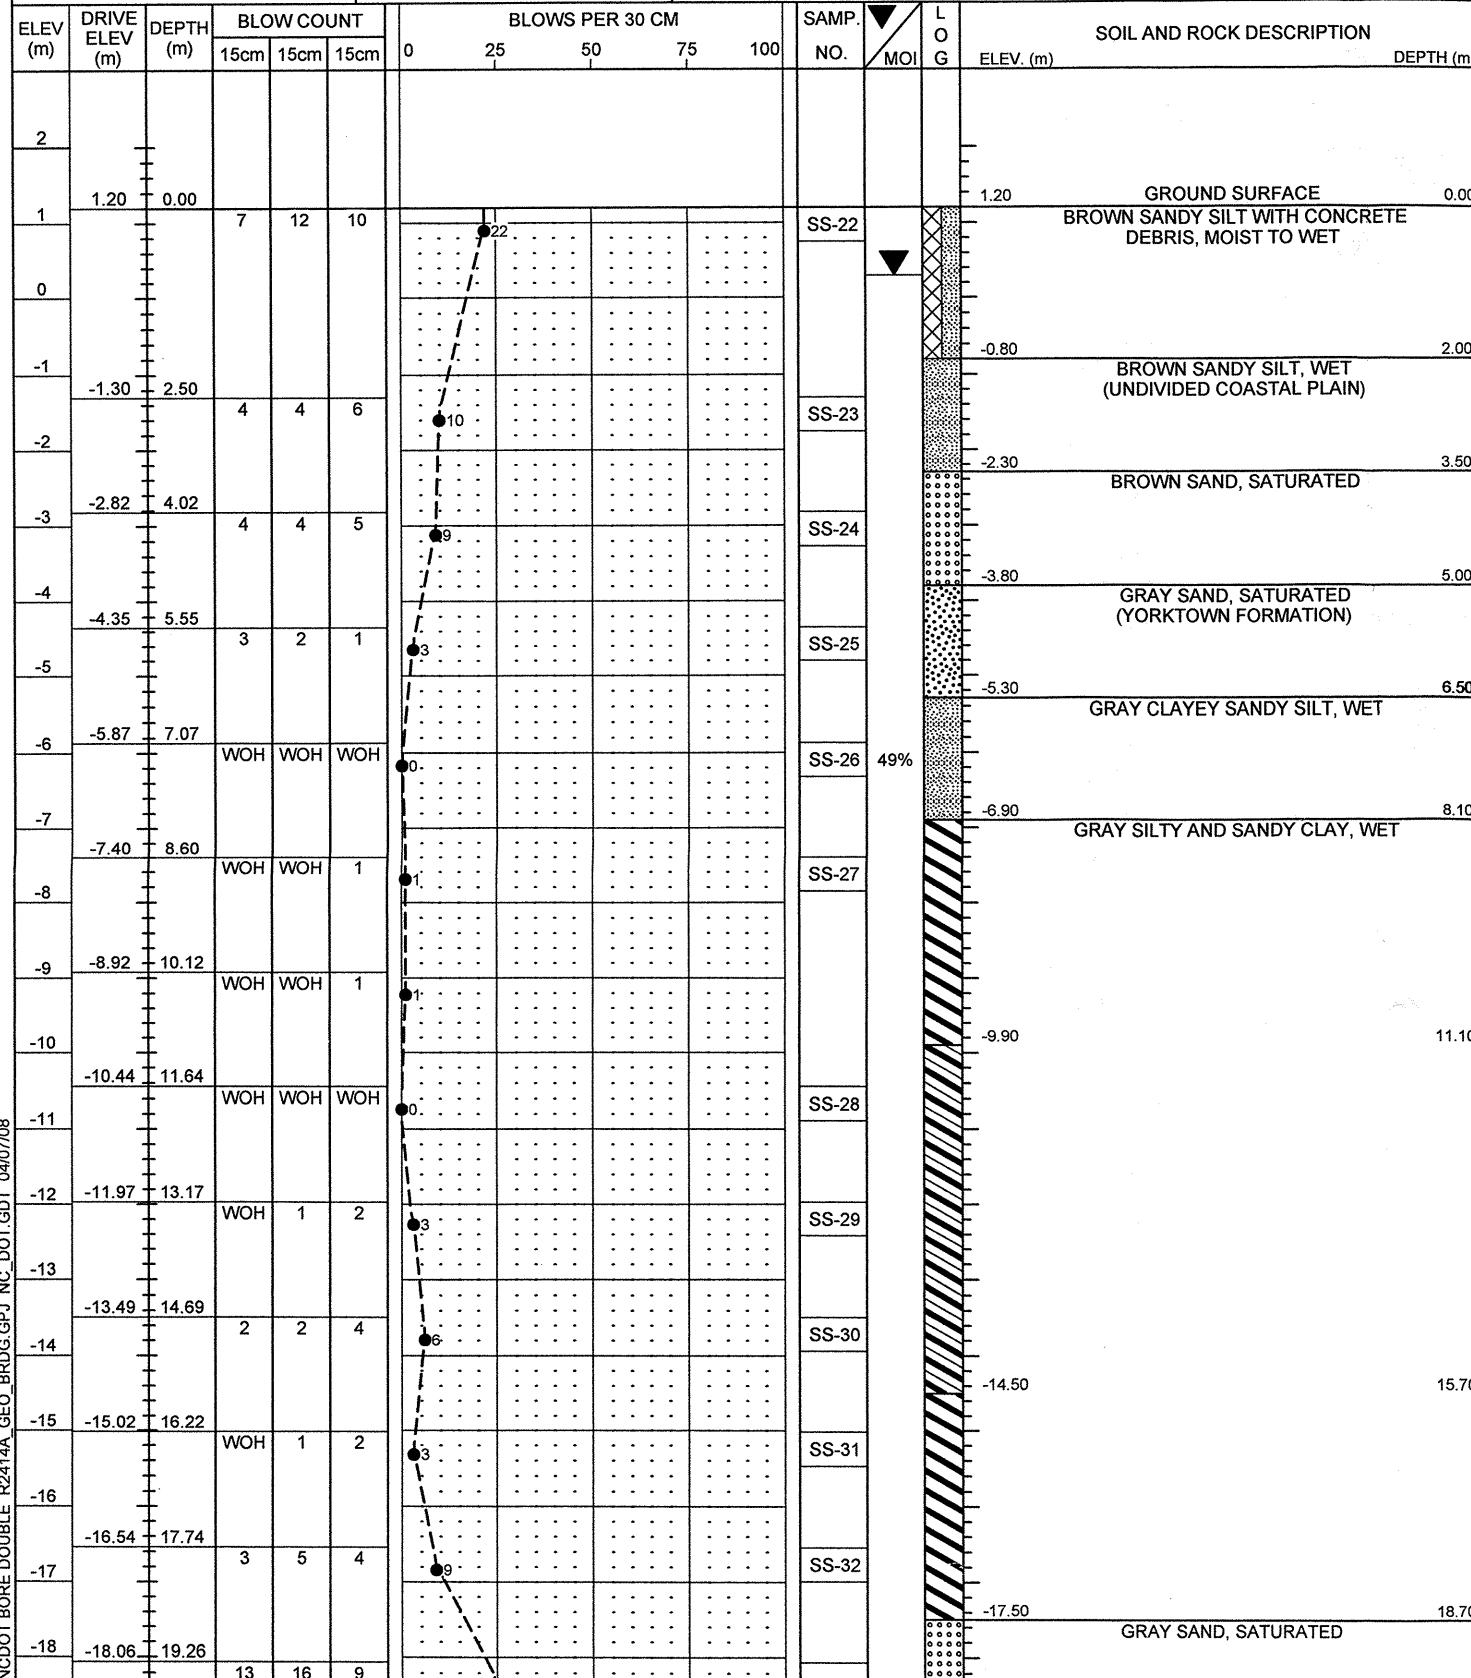 ELEV (m) DRIVE ELEV (m) DEPTH (m) BLOW COUNT BLOWS PER 30 CM SAMP. NO. MOI L O G SOIL AND ROCK DESCRIPTION
15cm 15cm 15cm 0 25 50 75 100 ELEV. (m) DEPTH (m
2
1.20 0.00 1.20 GROUND SURFACE 0.00
1 7 12 10 22 SS-22 BROWN SANDY SILT WITH CONCRETE
DEBRIS, MOIST TO WET
0
-0.80 2.00
-1 BROWN SANDY SILT, WET
-1.30 2.50 (UNDIVIDED COASTAL PLAIN)
4 4 6 10 SS-23
-2
-2.30 3.50
BROWN SAND, SATURATED
-2.82 4.02
-3 4 4 5 9 SS-24
-3.80 5.00
-4 GRAY SAND, SATURATED
-4.35 5.55 (YORKTOWN FORMATION)
3 2 1 3 SS-25
-5
-5.30 6.50
GRAY CLAYEY SANDY SILT, WET
-5.87 7.07
-6 WOH WOH WOH 0 SS-26 49%
-6.90 8.10
-7 GRAY SILTY AND SANDY CLAY, WET
-7.40 8.60
WOH WOH 1 1 SS-27
-8
-8.92 10.12
-9 WOH WOH 1 1
-9.90 11.10
-10
-10.44 11.64
WOH WOH WOH 0 SS-28
-11
-11.97 13.17
-12 WOH 1 2 3 SS-29
-13
-13.49 14.69
2 2 4 6 SS-30
-14
-14.50 15.70
-15 -15.02 16.22
WOH 1 2 3 SS-31
-16
-16.54 17.74
3 5 4 9 SS-32
-17
-17.50 18.70
GRAY SAND, SATURATED
-18 -18.06 19.26
13 16 9
NCDOT BORE DOUBLE R2414A_GEO_BRDG.GPJ NC_DOT.GDT 04/07/08